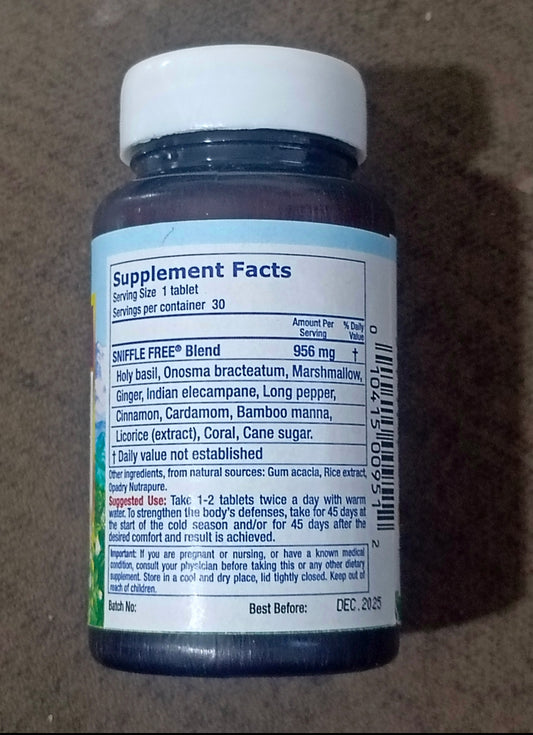 Supplement Facts
Serving Size 1 tablet
Servings per container 30
Amount Per Serving
% Daily Value
SNIFFLE FREE® Blend 956 mg †
Holy basil, Onosma bracteatum, Marshmallow,
Ginger, Indian elecampane, Long pepper,
Cinnamon, Cardamom, Bamboo manna,
Licorice (extract), Coral, Cane sugar.
† Daily value not established
Other ingredients, from natural sources: Gum acacia, Rice extract,
Opadry Nutrapure.
Suggested Use: Take 1-2 tablets twice a day with warm
water. To strengthen the body's defenses, take for 45 days at
the start of the cold season and/or for 45 days after the
desired comfort and result is achieved.
Important: If you are pregnant or nursing, or have a known medical
condition, consult your physician before taking this or any other dietary
supplement. Store in a cool and dry place, lid tightly closed. Keep out of
reach of children.
Batch No: Best Before: DEC.2025
0 10415 00951 2